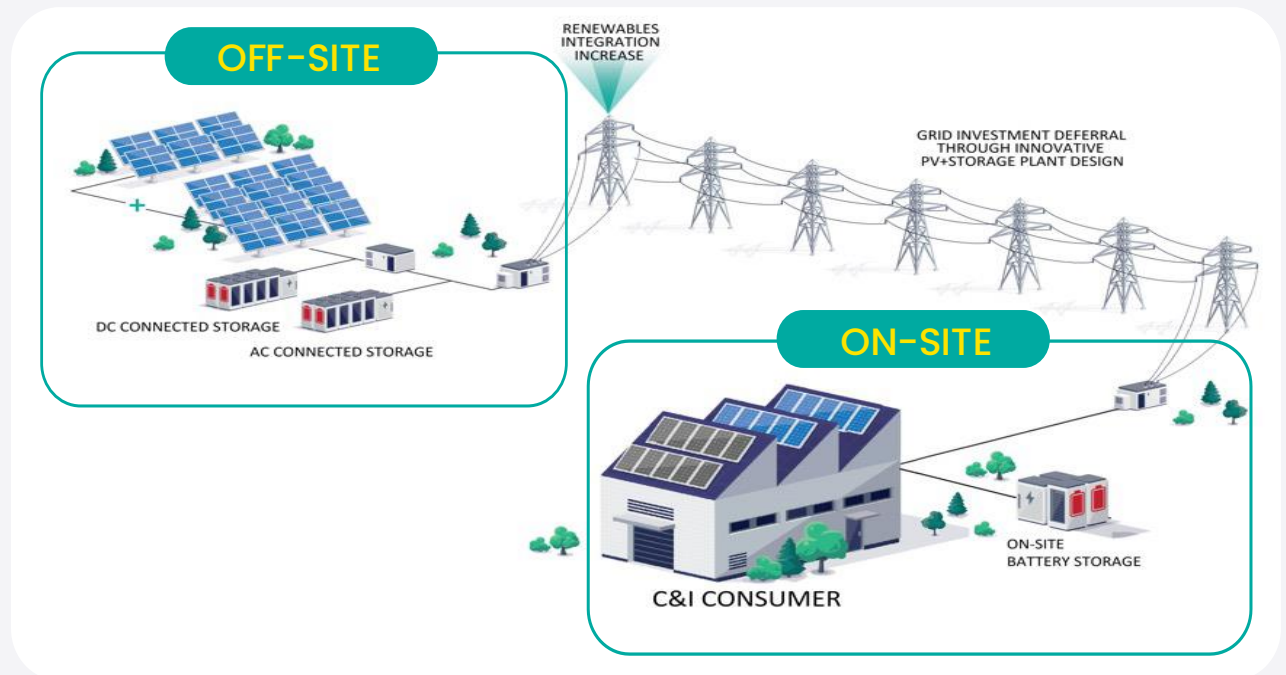 OFF-SITE
RENEWABLES
INTEGRATION
INCREASE
GRID INVESTMENT DEFERRAL
THROUGH INNOVATIVE
PV+STORAGE PLANT DESIGN
DC CONNECTED STORAGE
AC CONNECTED STORAGE
ON-SITE
ON-SITE
BATTERY STORAGE
C&I CONSUMER